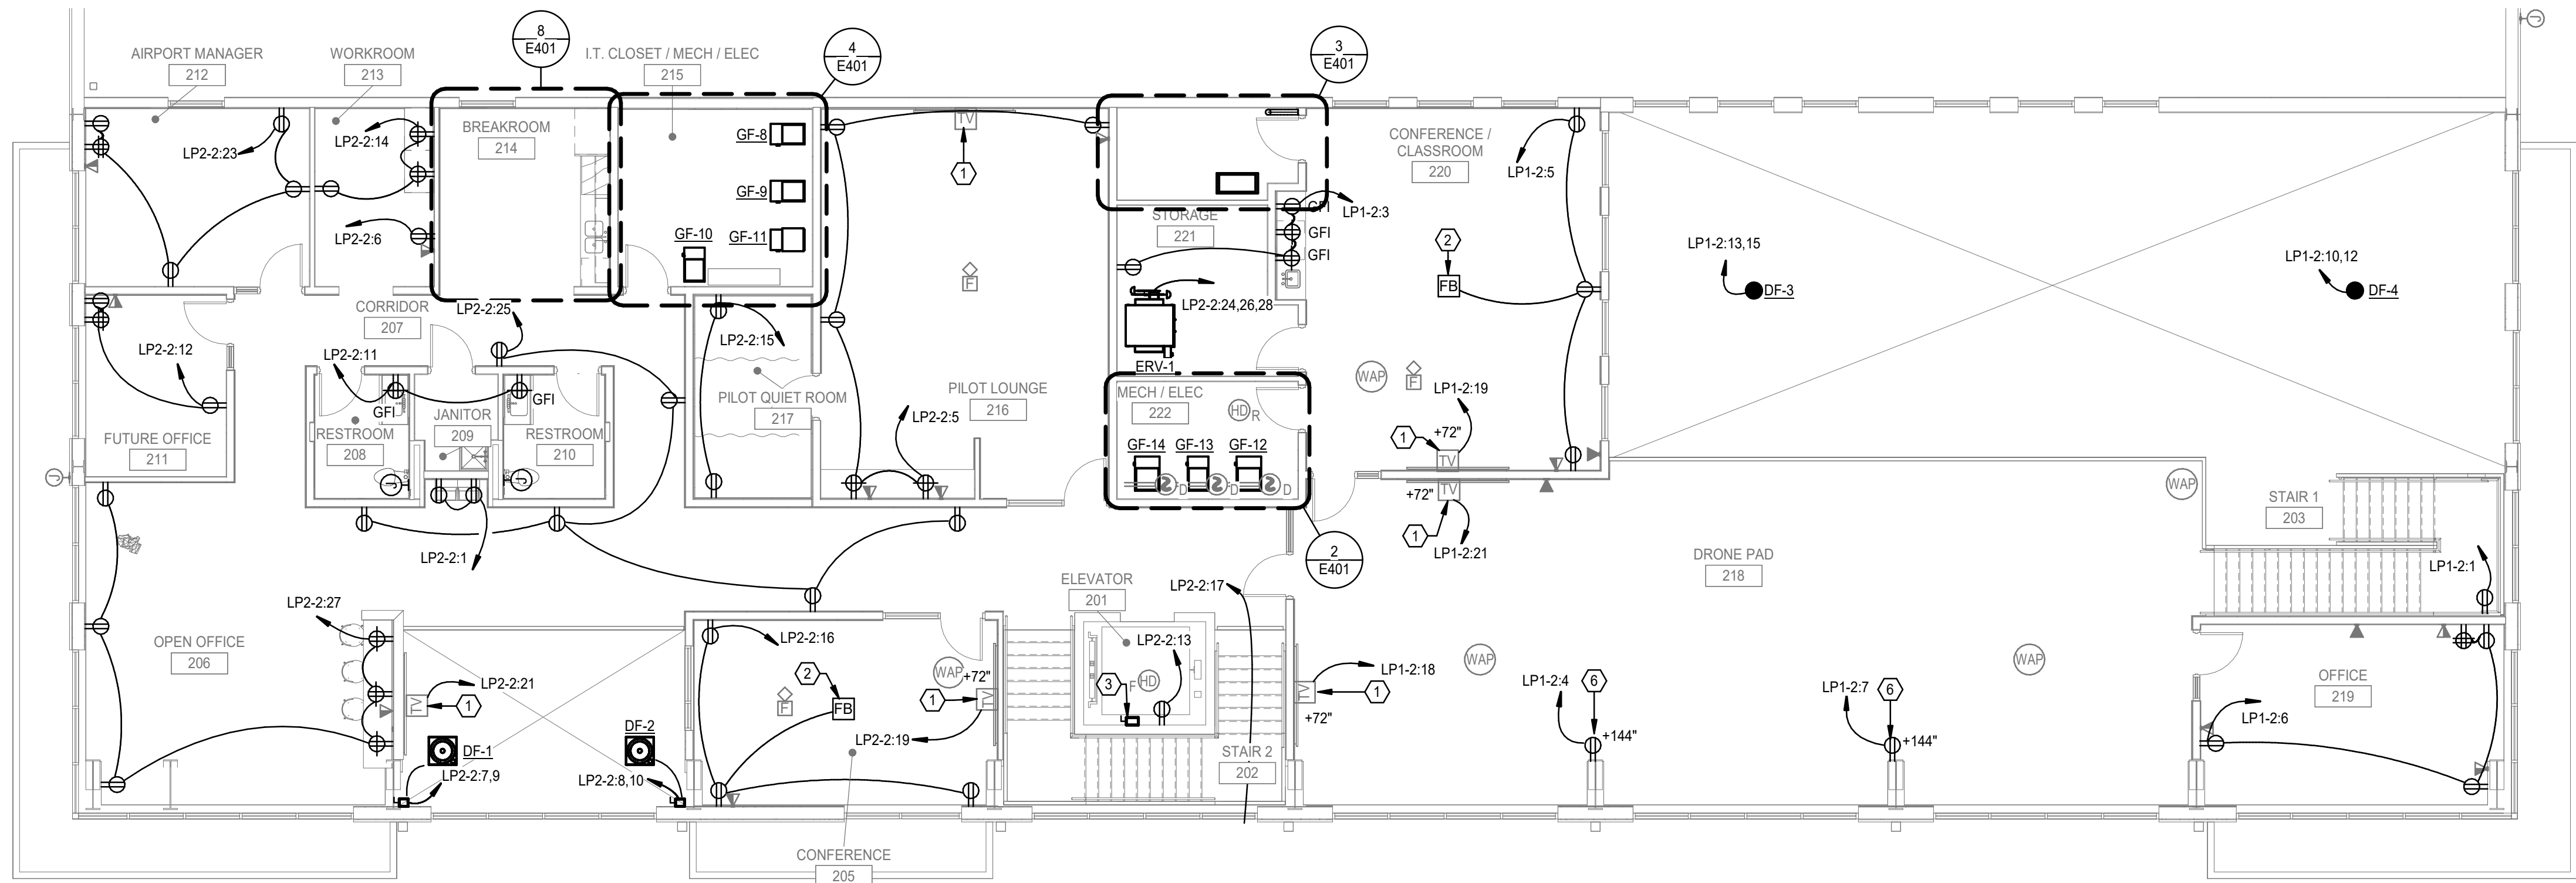 8
E401
4
E401
3
E401
J
AIRPORT MANAGER
212
WORKROOM
213
I.T. CLOSET / MECH / ELEC
215
BREAKROOM
214
LP2-2:23
LP2-2:14
LP2-2:6
GF-8
GF-9
GF-10
GF-11
TV
1
CONFERENCE /
CLASSROOM
220
LP1-2:5
LP1-2:3
GFI
GFI
GFI
STORAGE
221
LP2-2:24,26,28
ERV-1
2
FB
F
F
WAP
LP1-2:13,15
DF-3
LP1-2:10,12
DF-4
CORRIDOR
207
LP2-2:25
LP2-2:12
LP2-2:11
LP2-2:15
GFI
GFI
JANITOR
209
RESTROOM
208
RESTROOM
210
J
J
J
FUTURE OFFICE
211
PILOT QUIET ROOM
217
PILOT LOUNGE
216
LP2-2:5
MECH / ELEC
222
HD
R
GF-14
GF-13
GF-12
D
D
D
LP1-2:19
1
+72"
TV
TV
+72"
1
LP1-2:21
2
E401
WAP
STAIR 1
203
DRONE PAD
218
LP1-2:1
LP2-2:1
LP2-2:27
OPEN OFFICE
206
LP2-2:21
TV
1
DF-1
LP2-2:7,9
DF-2
LP2-2:8,10
LP2-2:16
2
F
FB
WAP
+72"
1
TV
LP2-2:19
CONFERENCE
205
ELEVATOR
201
LP2-2:17
LP2-2:13
3
F
HD
STAIR 2
202
LP1-2:18
TV
1
+72"
WAP
LP1-2:4
6
+144"
LP1-2:7
6
+144"
WAP
OFFICE
219
LP1-2:6